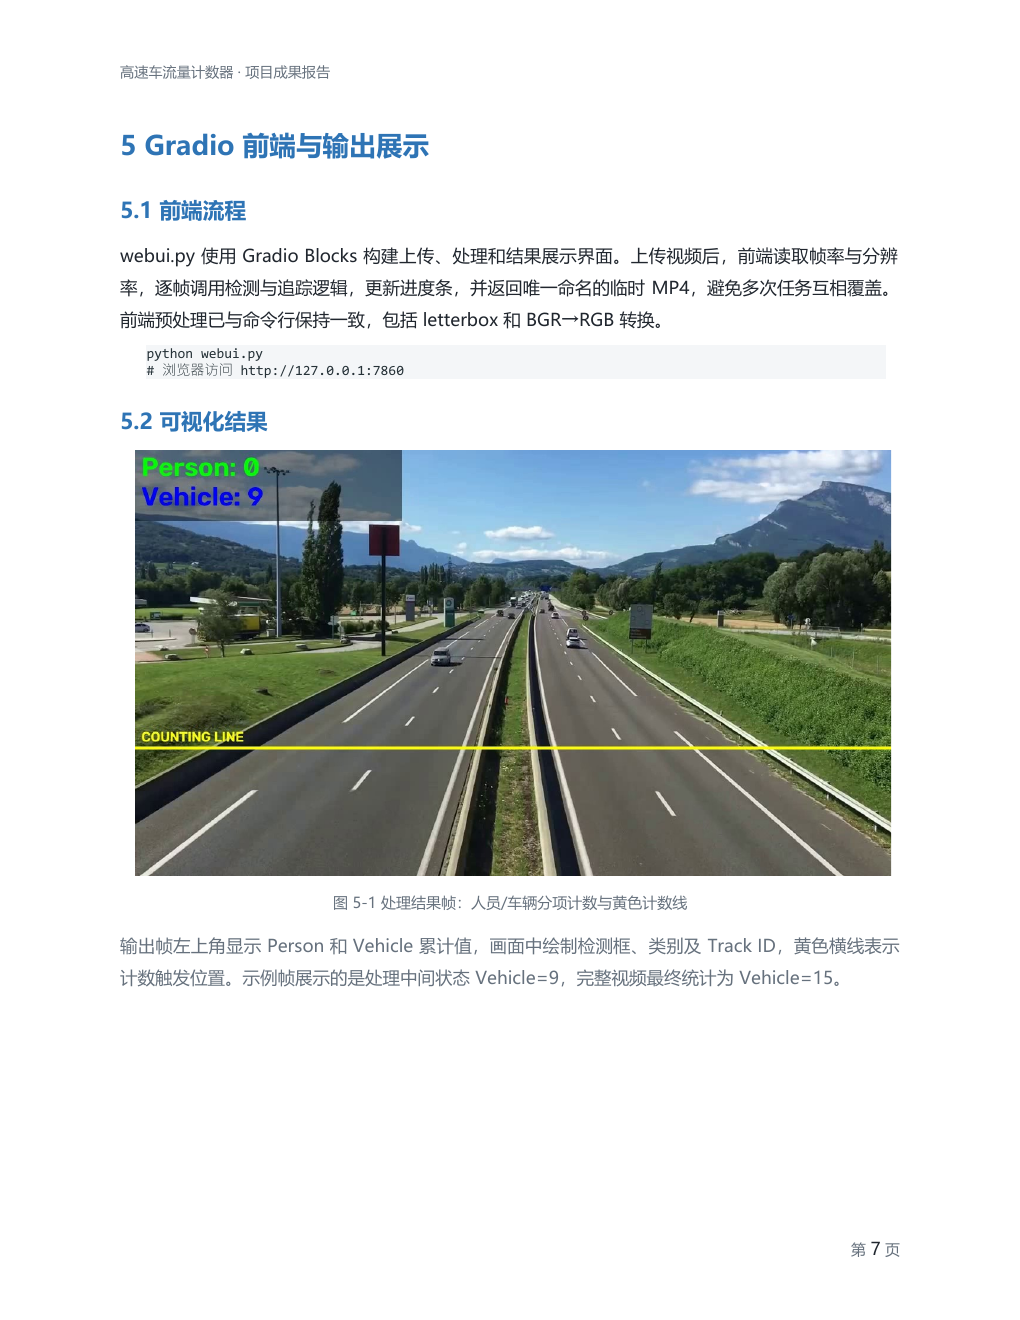 高速车流量计数器 · 项目成果报告
5 Gradio 前端与输出展示
5.1 前端流程
webui.py 使用 Gradio Blocks 构建上传、处理和结果展示界面。上传视频后，前端读取帧率与分辨
率，逐帧调用检测与追踪逻辑，更新进度条，并返回唯一命名的临时 MP4，避免多次任务互相覆盖。
前端预处理已与命令行保持一致，包括 letterbox 和 BGR→RGB 转换。
python webui.py
# 浏览器访问 http://127.0.0.1:7860
5.2 可视化结果
Person: 0
Vehicle: 9
COUNTING LINE
图 5-1 处理结果帧：人员/车辆分项计数与黄色计数线
输出帧左上角显示 Person 和 Vehicle 累计值，画面中绘制检测框、类别及 Track ID，黄色横线表示
计数触发位置。示例帧展示的是处理中间状态 Vehicle=9，完整视频最终统计为 Vehicle=15。
第 7 页